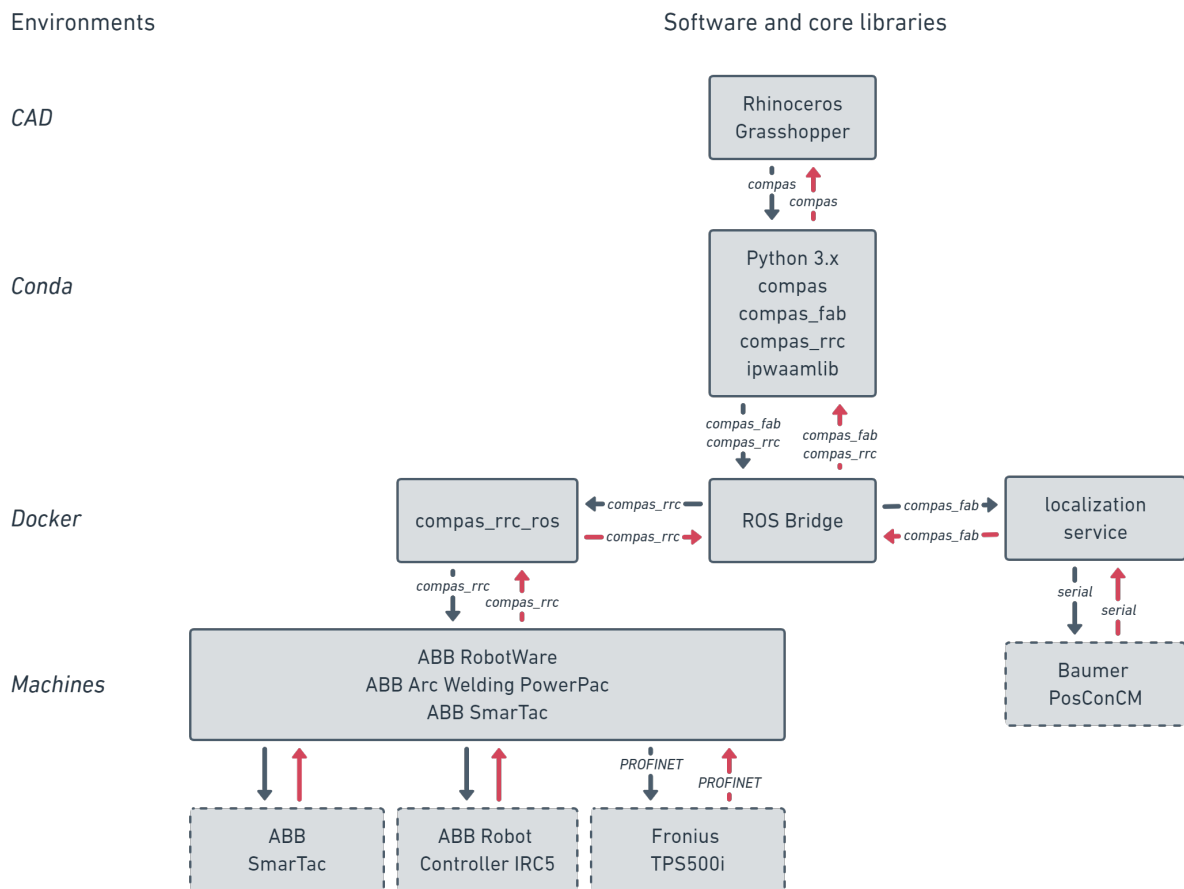 Environments
Software and core libraries
CAD
Rhinoceros
Grasshopper
compas
compas
Conda
Python 3.x
compas
compas_fab
compas_rrc
ipwaamlib
compas_fab
compas_rrc
compas_fab
compas_rrc
Docker
compas_rrc_ros
compas_rrc
compas_rrc
ROS Bridge
compas_fab
compas_fab
localization
service
compas_rrc
compas_rrc
serial
serial
Machines
ABB RobotWare
ABB Arc Welding PowerPac
ABB SmarTac
Baumer
PosConCM
PROFINET
PROFINET
ABB
SmarTac
ABB Robot
Controller IRC5
Fronius
TPS500i